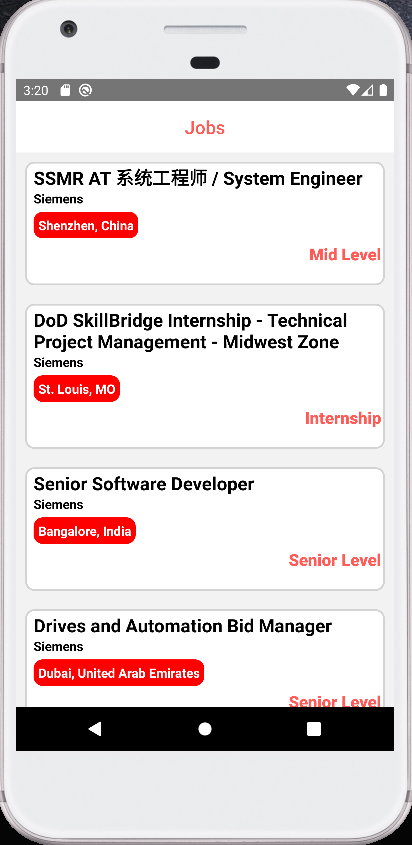 3:20
Jobs
SSMR AT 系统工程师 / System Engineer
Siemens
Shenzhen, China
Mid Level
DoD SkillBridge Internship - Technical
Project Management - Midwest Zone
Siemens
St. Louis, MO
Internship
Senior Software Developer
Siemens
Bangalore, India
Senior Level
Drives and Automation Bid Manager
Siemens
Dubai, United Arab Emirates
Senior Level